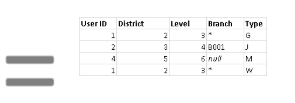 User ID District Level Branch Type
1 2 3 * G
2 3 4 B001 J
4 5 6 null M
1 2 3 * W